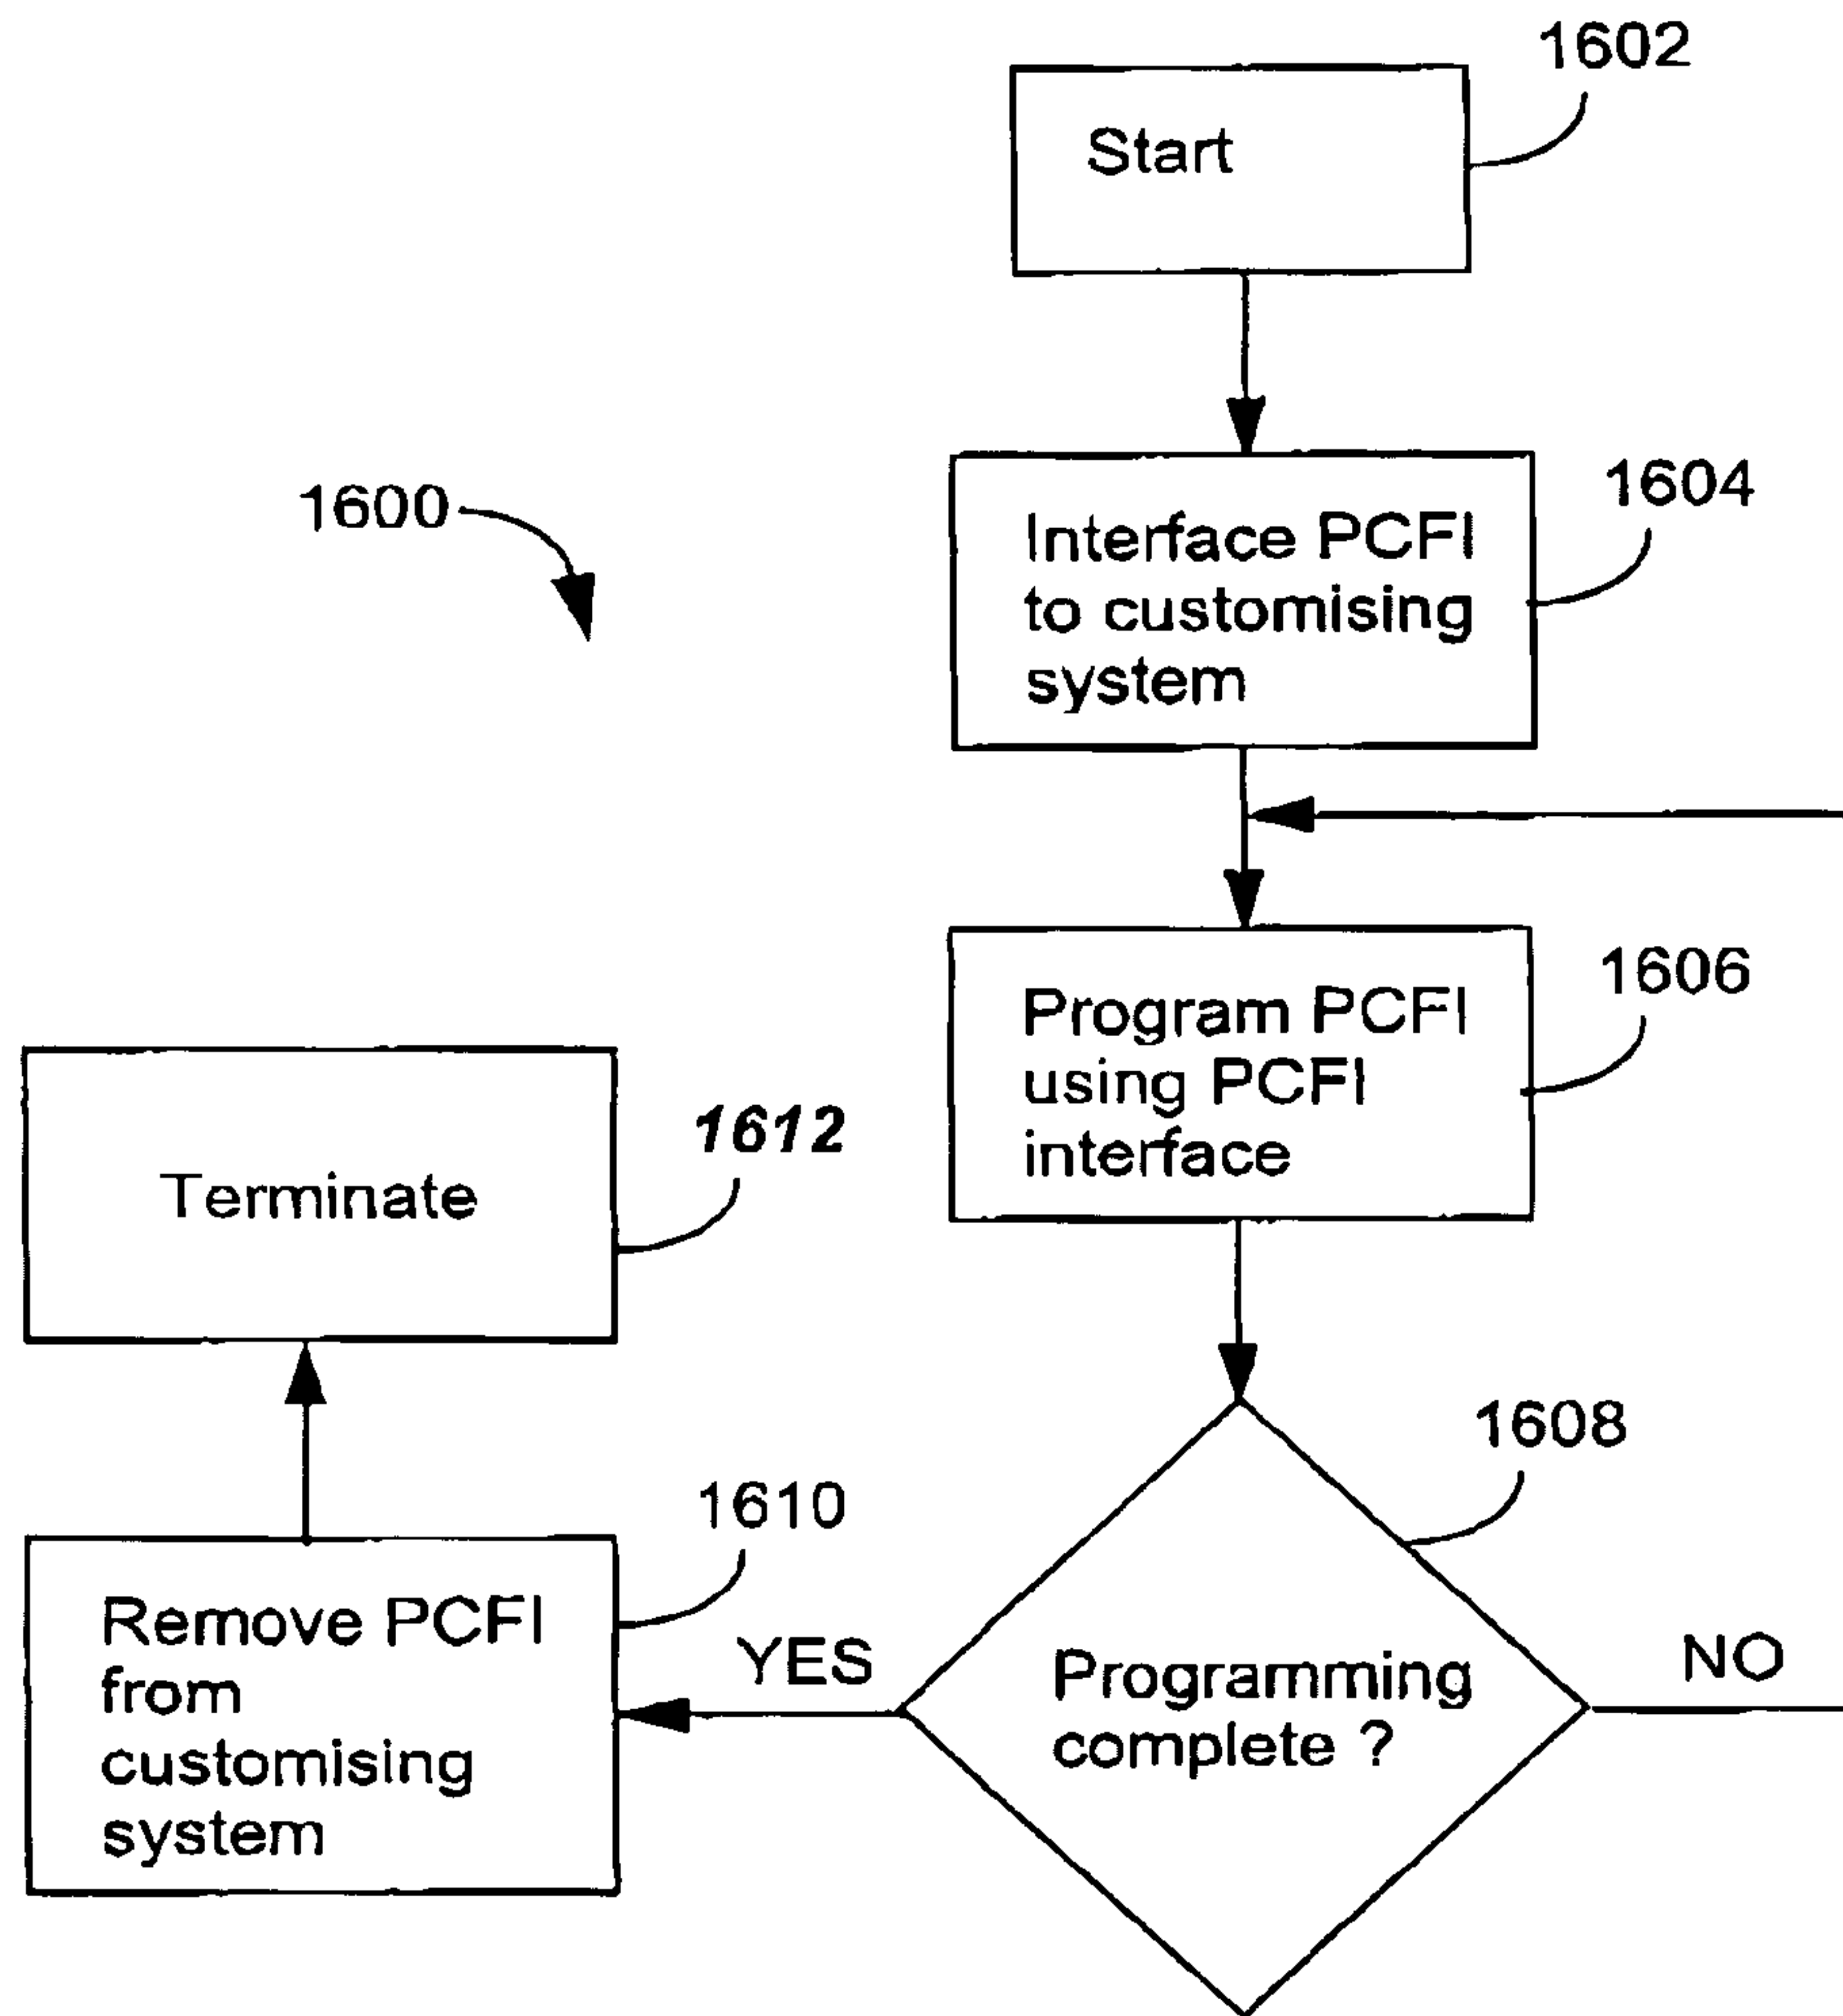 1602
Start
1600
1604
Interface PCFI
to customising
system
1606
Program PCFI
using PCFI
interface
1612
Terminate
1608
1610
Remove PCFI
from
customising
system
YES
Programming
complete ?
NO